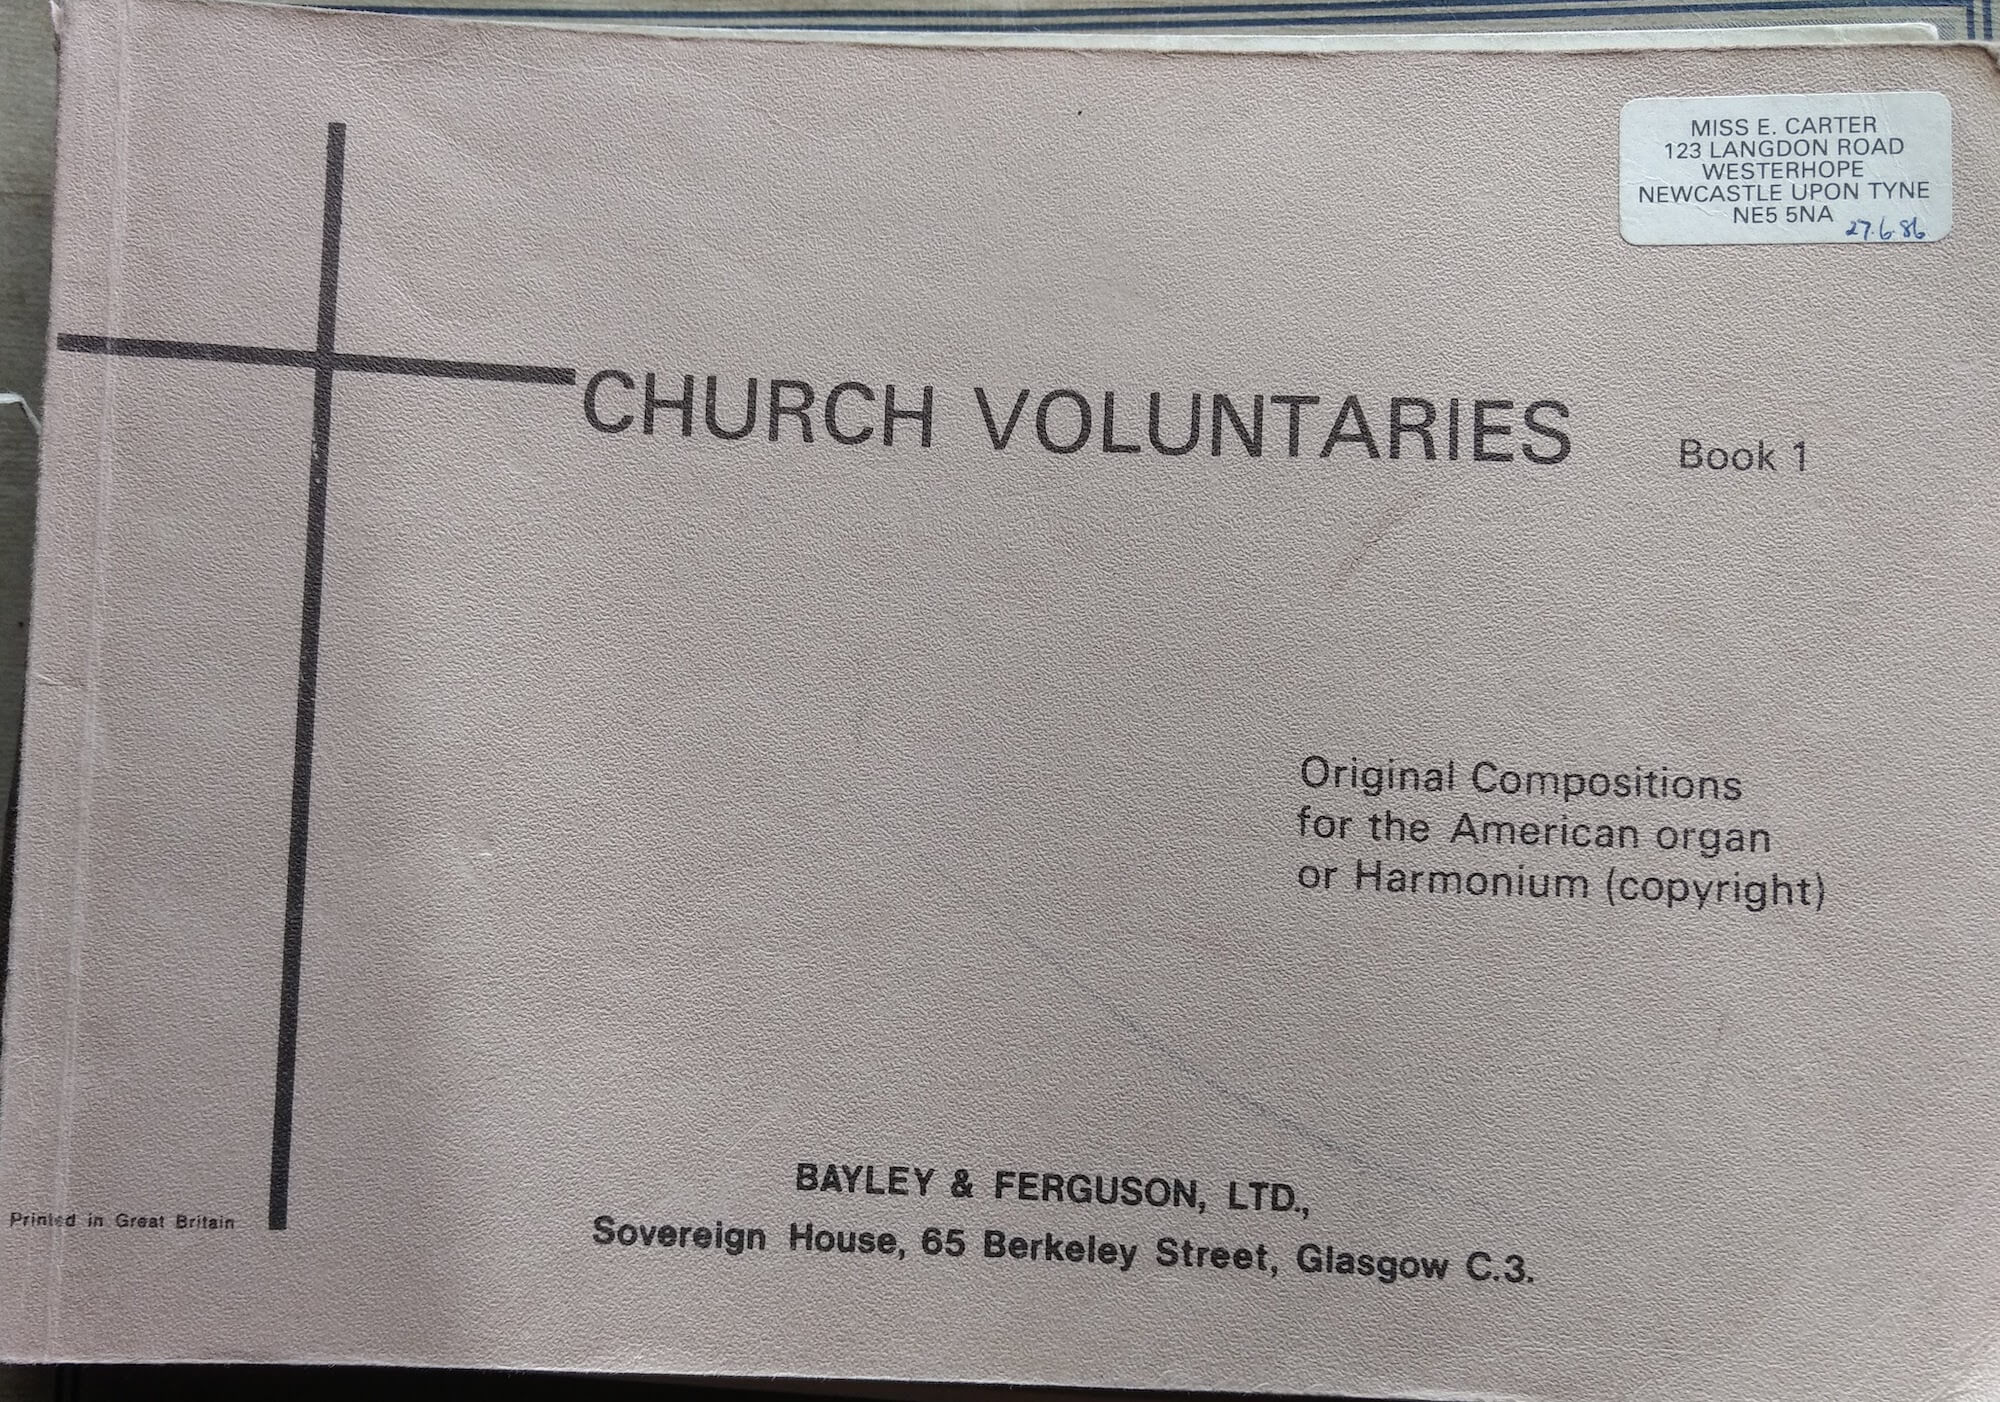 MISS E. CARTER
123 LANGDON ROAD
WESTERHOPE
NEWCASTLE UPON TYNE
NE5 5NA
27.6.86
CHURCH VOLUNTARIES Book 1
Original Compositions
for the American organ
or Harmonium (copyright)
BAYLEY & FERGUSON, LTD.,
Sovereign House, 65 Berkeley Street, Glasgow C.3.
Printed in Great Britain